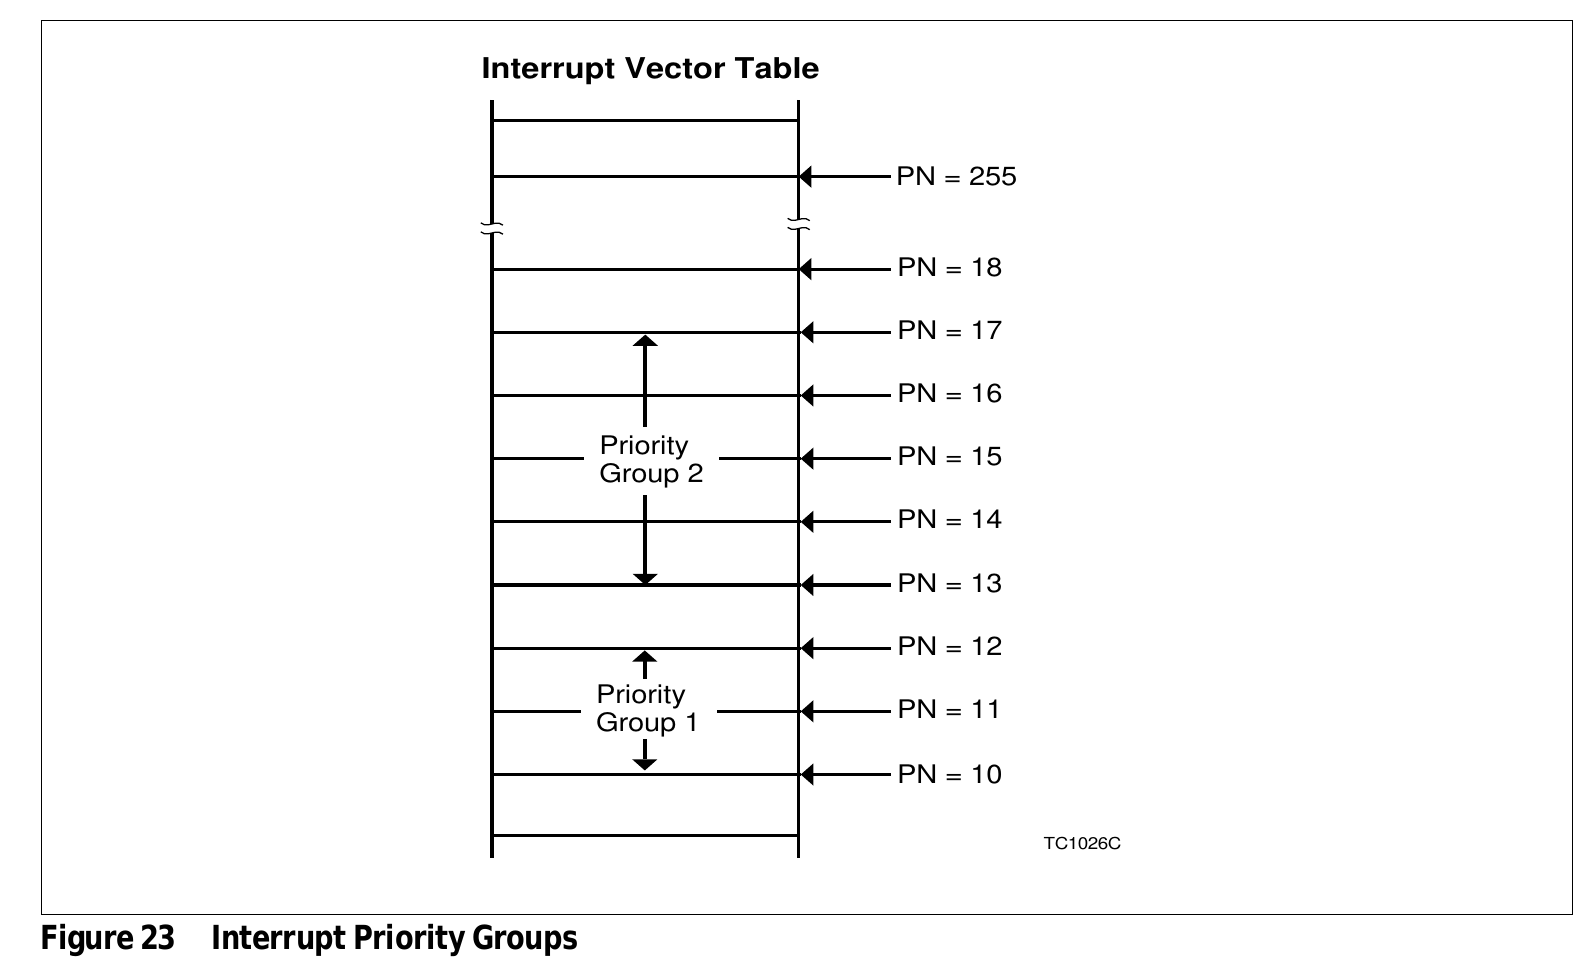 Interrupt Vector Table
PN = 255
PN = 18
PN = 17
PN = 16
Priority
Group 2
PN = 15
PN = 14
PN = 13
PN = 12
Priority
Group 1
PN = 11
PN = 10
TC1026C
Figure 23 Interrupt Priority Groups